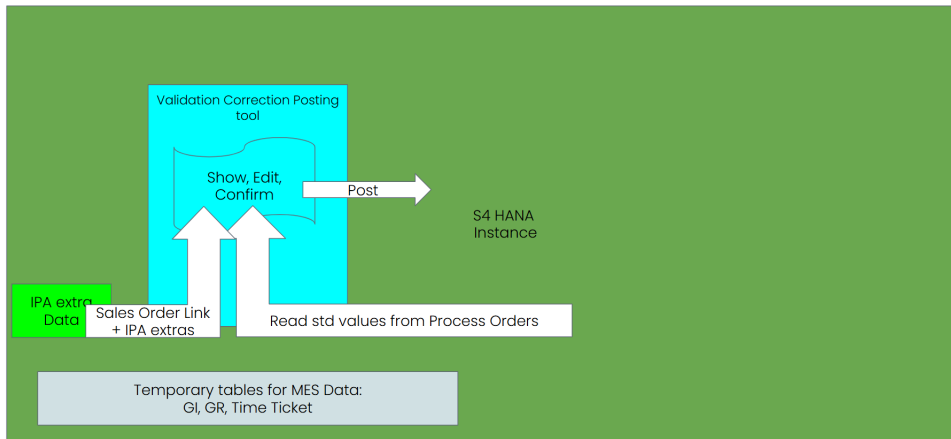 Validation Correction Posting
tool
Show, Edit,
Confirm
Post
S4 HANA
Instance
IPA extra
Data
Sales Order Link
+ IPA extras
Read std values from Process Orders
Temporary tables for MES Data:
GI, GR, Time Ticket